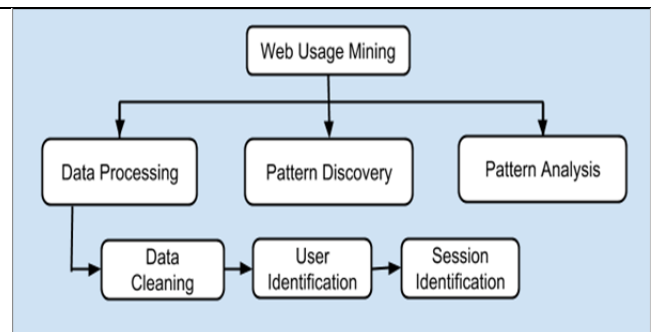 Web Usage Mining
Data Processing
Pattern Discovery
Pattern Analysis
Data
Cleaning
User
Identification
Session
Identification